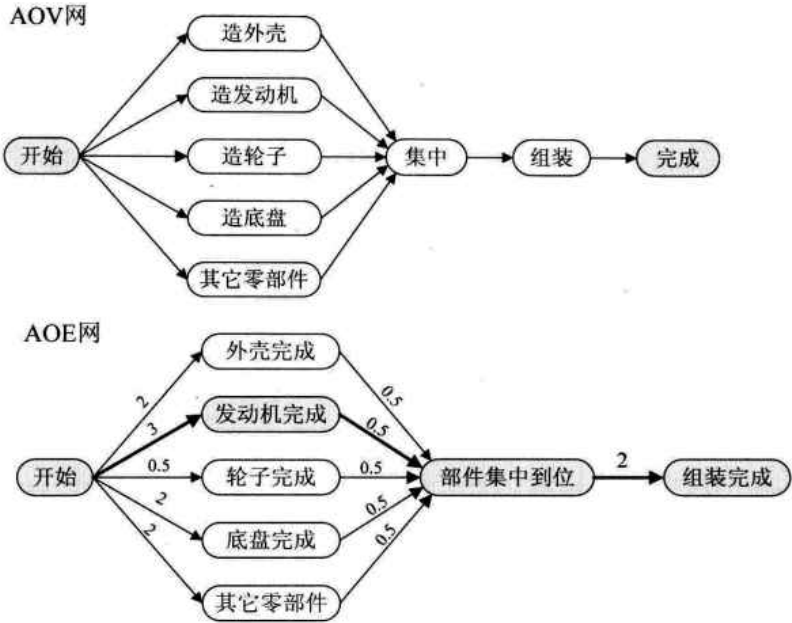 AOV网
造外壳
造发动机
开始
造轮子
集中
组装
完成
造底盘
其它零部件
AOE网
外壳完成
2
0.5
发动机完成
3
0.5
开始
0.5
轮子完成
0.5
部件集中到位
2
组装完成
2
0.5
底盘完成
2
0.5
其它零部件